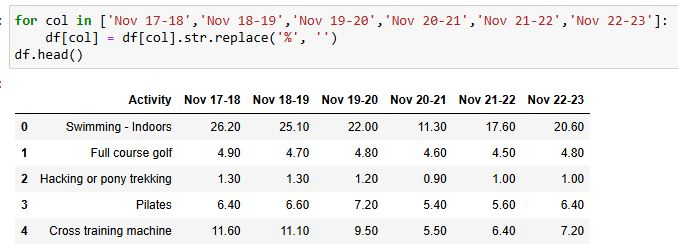 for col in ['Nov 17-18','Nov 18-19','Nov 19-20','Nov 20-21','Nov 21-22','Nov 22-23']:
    df[col] = df[col].str.replace('%', '')
df.head()
Activity Nov 17-18 Nov 18-19 Nov 19-20 Nov 20-21 Nov 21-22 Nov 22-23
0 Swimming - Indoors 26.20 25.10 22.00 11.30 17.60 20.60
1 Full course golf 4.90 4.70 4.80 4.60 4.50 4.80
2 Hacking or pony trekking 1.30 1.30 1.20 0.90 1.00 1.00
3 Pilates 6.40 6.60 7.20 5.40 5.60 6.40
4 Cross training machine 11.60 11.10 9.50 5.50 6.40 7.20